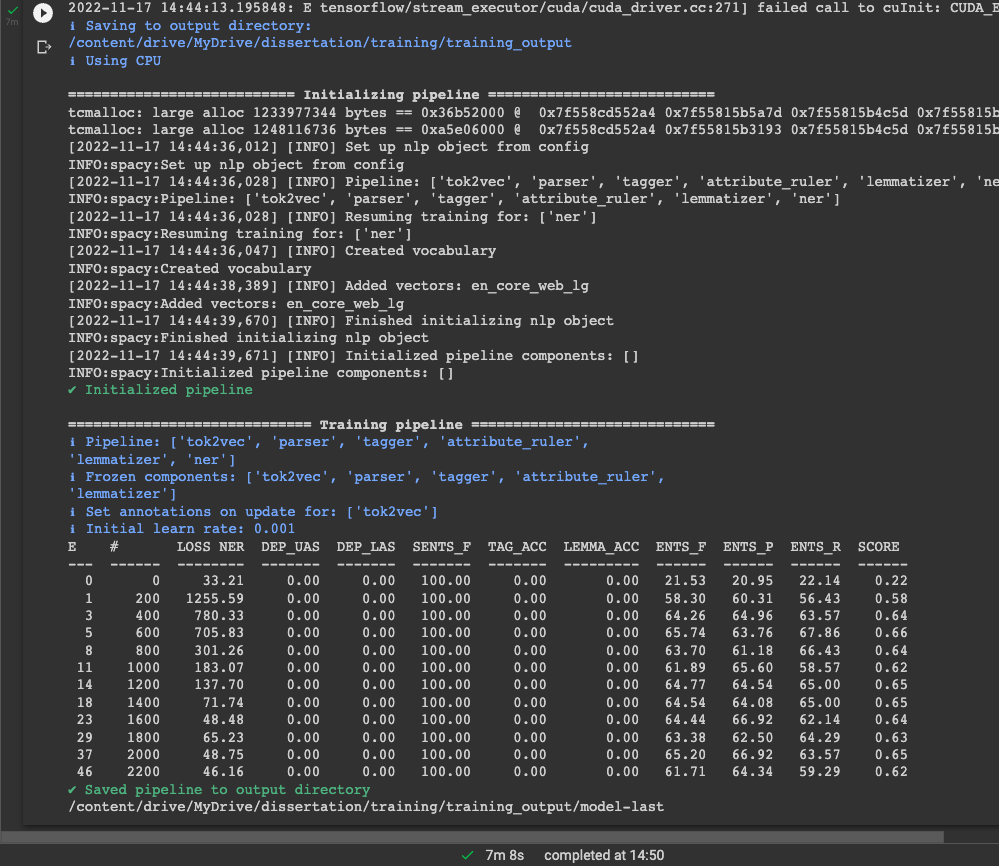 7m
2022-11-17 14:44:13.195848: E tensorflow/stream_executor/cuda/cuda_driver.cc:271] failed call to cuInit: CUDA_E
ℹ Saving to output directory:
/content/drive/MyDrive/dissertation/training/training_output
ℹ Using CPU
=========================== Initializing pipeline ===========================
tcmalloc: large alloc 1233977344 bytes == 0x36b52000 @  0x7f558cd552a4 0x7f55815b5a7d 0x7f55815b4c5d 0x7f55815b
tcmalloc: large alloc 1248116736 bytes == 0xa5e06000 @  0x7f558cd552a4 0x7f55815b3193 0x7f55815b4c5d 0x7f55815b
[2022-11-17 14:44:36,012] [INFO] Set up nlp object from config
INFO:spacy:Set up nlp object from config
[2022-11-17 14:44:36,028] [INFO] Pipeline: ['tok2vec', 'parser', 'tagger', 'attribute_ruler', 'lemmatizer', 'ne
INFO:spacy:Pipeline: ['tok2vec', 'parser', 'tagger', 'attribute_ruler', 'lemmatizer', 'ner']
[2022-11-17 14:44:36,028] [INFO] Resuming training for: ['ner']
INFO:spacy:Resuming training for: ['ner']
[2022-11-17 14:44:36,047] [INFO] Created vocabulary
INFO:spacy:Created vocabulary
[2022-11-17 14:44:38,389] [INFO] Added vectors: en_core_web_lg
INFO:spacy:Added vectors: en_core_web_lg
[2022-11-17 14:44:39,670] [INFO] Finished initializing nlp object
INFO:spacy:Finished initializing nlp object
[2022-11-17 14:44:39,671] [INFO] Initialized pipeline components: []
INFO:spacy:Initialized pipeline components: []
✔ Initialized pipeline
============================= Training pipeline =============================
ℹ Pipeline: ['tok2vec', 'parser', 'tagger', 'attribute_ruler',
'lemmatizer', 'ner']
ℹ Frozen components: ['tok2vec', 'parser', 'tagger', 'attribute_ruler',
'lemmatizer']
ℹ Set annotations on update for: ['tok2vec']
ℹ Initial learn rate: 0.001
E    #       LOSS NER  DEP_UAS  DEP_LAS  SENTS_F  TAG_ACC  LEMMA_ACC  ENTS_F  ENTS_P  ENTS_R  SCORE
---  ------  --------  -------  -------  -------  -------  ---------  ------  ------  ------  ------
0       0     33.21     0.00     0.00   100.00     0.00       0.00   21.53   20.95   22.14    0.22
1     200   1255.59     0.00     0.00   100.00     0.00       0.00   58.30   60.31   56.43    0.58
3     400    780.33     0.00     0.00   100.00     0.00       0.00   64.26   64.96   63.57    0.64
5     600    705.83     0.00     0.00   100.00     0.00       0.00   65.74   63.76   67.86    0.66
8     800    301.26     0.00     0.00   100.00     0.00       0.00   63.70   61.18   66.43    0.64
11    1000    183.07     0.00     0.00   100.00     0.00       0.00   61.89   65.60   58.57    0.62
14    1200    137.70     0.00     0.00   100.00     0.00       0.00   64.77   64.54   65.00    0.65
18    1400     71.74     0.00     0.00   100.00     0.00       0.00   64.54   64.08   65.00    0.65
23    1600     48.48     0.00     0.00   100.00     0.00       0.00   64.44   66.92   62.14    0.64
29    1800     65.23     0.00     0.00   100.00     0.00       0.00   63.38   62.50   64.29    0.63
37    2000     48.75     0.00     0.00   100.00     0.00       0.00   65.20   66.92   63.57    0.65
46    2200     46.16     0.00     0.00   100.00     0.00       0.00   61.71   64.34   59.29    0.62
✔ Saved pipeline to output directory
/content/drive/MyDrive/dissertation/training/training_output/model-last
✓ 7m 8s completed at 14:50